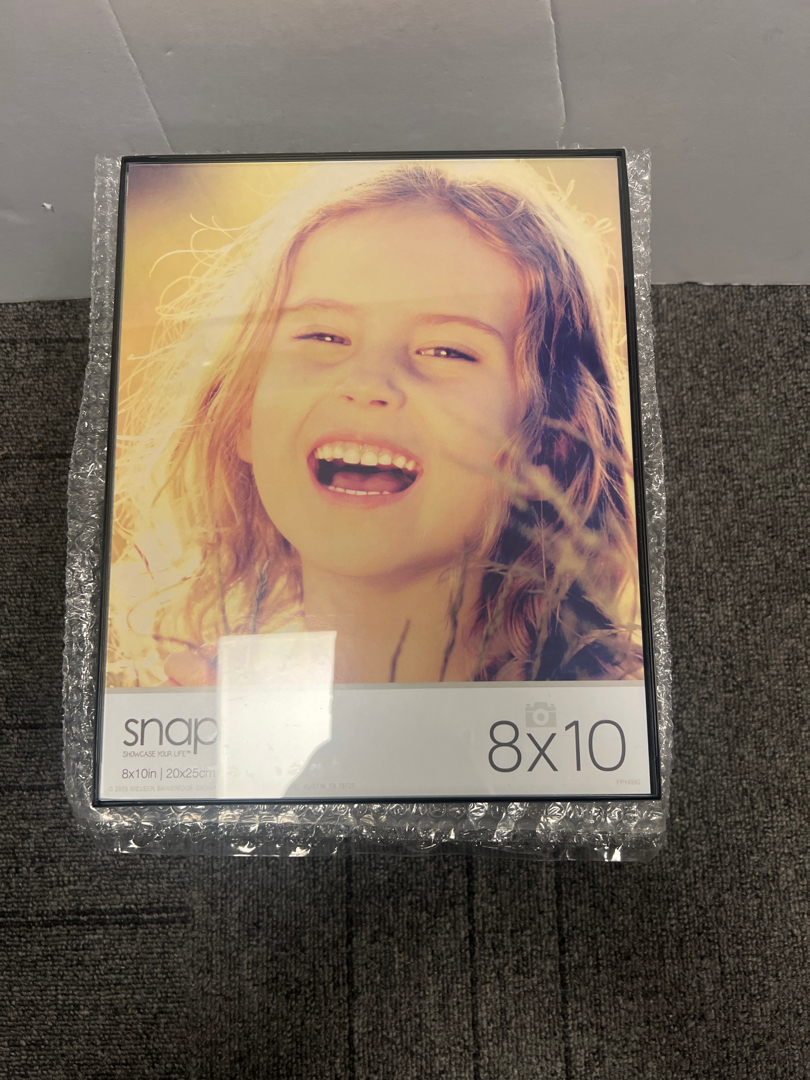 snap
SHOWCASE YOUR LIFE™
8x10in | 20x25cm
8x10